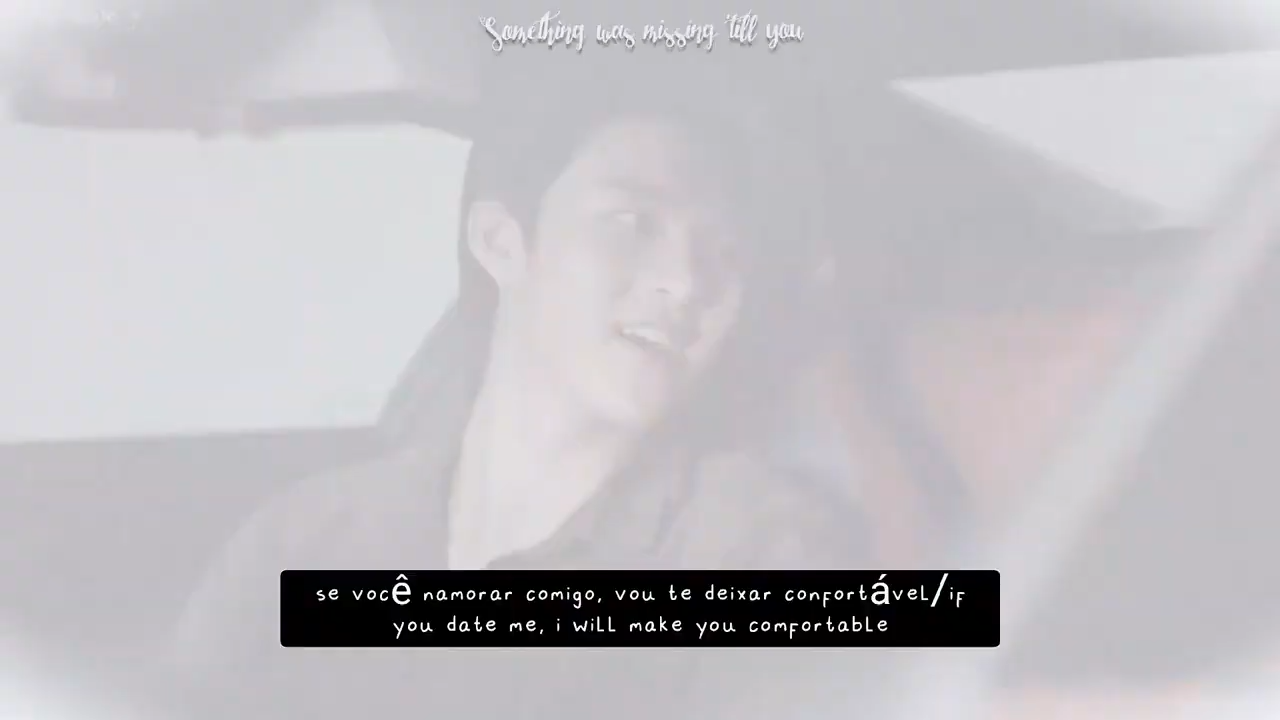 Something was missing 'till you
se você namorar comigo, vou te deixar confortável/if
you date me, i will make you comfortable